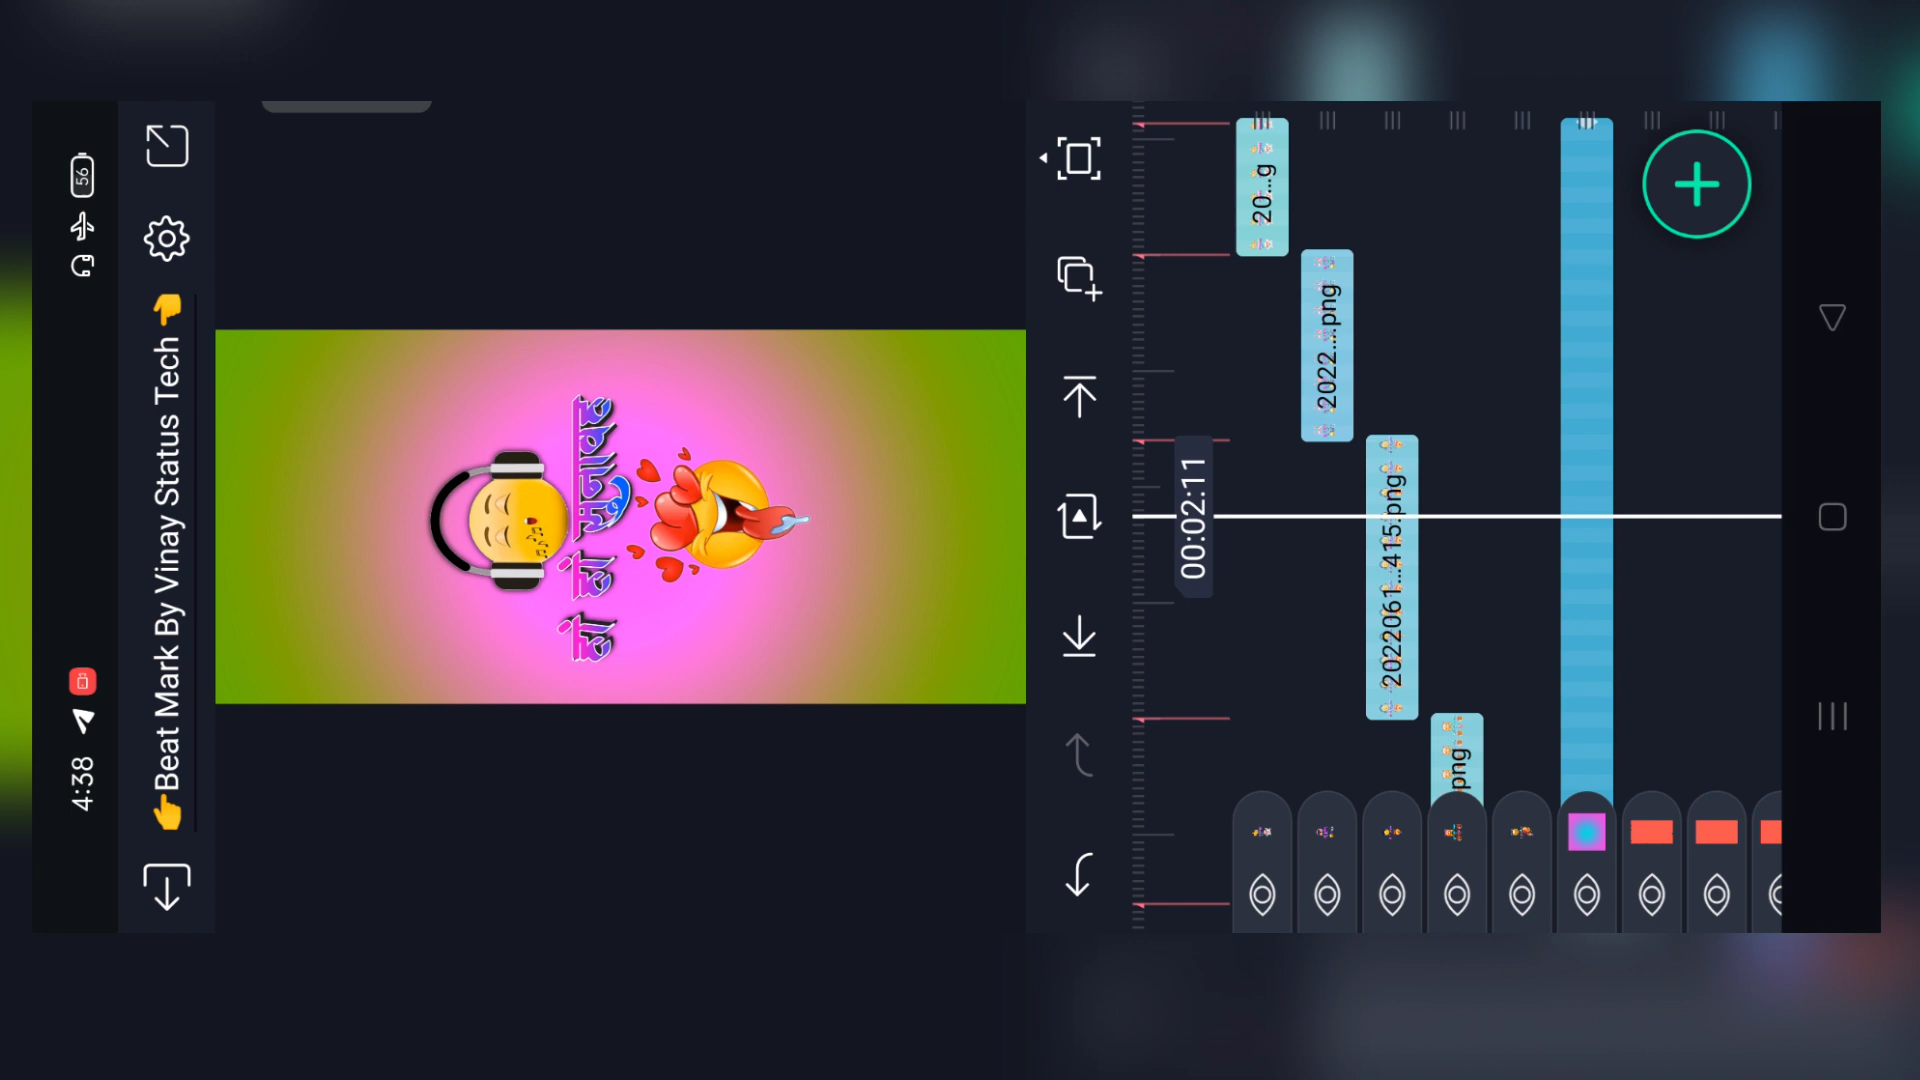 4:38
56
👉Beat Mark By Vinay Status Tech 👈
हो हो सुनावह
00:02:11
20...g
2022....png
2022061...415.png
png